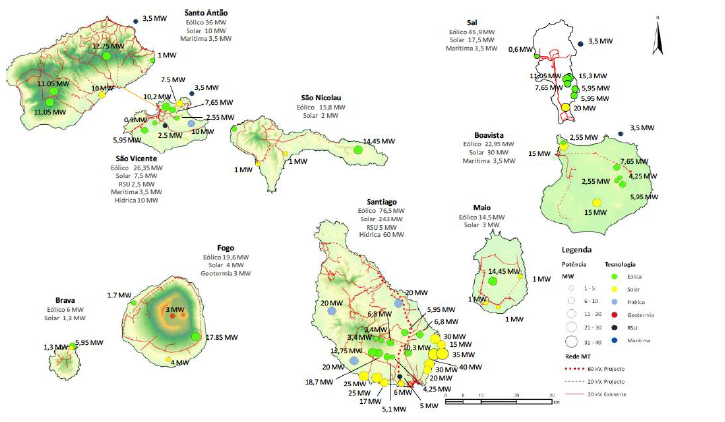 Santo Antão
Eólico 36 MW
Solar 10 MW
Marítima 3,5 MW
3,5 MW
12.75 MW
1 MW
11.05 MW
11.05 MW
10 MW
7.5 MW
3,5 MW
10,2 MW
7,65 MW
2.55 MW
0,9 MW
10 MW
5,95 MW
2.5 MW
São Vicente
Eólico 26,35 MW
Solar 7,5 MW
RSU 2,5 MW
Marítima 3,5 MW
Hídrica 10 MW
São Nicolau
Eólico 15,8 MW
Solar 2 MW
14,45 MW
1 MW
1 MW
Sal
Eólico 45,9 MW
Solar 17,5 MW
Marítima 3,5 MW
3,5 MW
0,6 MW
11,05 MW
15,3 MW
7,65 MW
5,95 MW
5,95 MW
20 MW
Boavista
Eólico 22,95 MW
Solar 30 MW
Marítima 3,5 MW
3,5 MW
2,55 MW
15 MW
7,65 MW
4,25 MW
2,55 MW
5,95 MW
15 MW
Santiago
Eólico 76,5 MW
Solar 243 MW
RSU 5 MW
Hídrica 60 MW
20 MW
20 MW
5,95 MW
6,8 MW
6,8 MW
3,4 MW
3,4 MW
30 MW
15 MW
35 MW
12,75 MW
10,3 MW
20 MW
40 MW
30 MW
20 MW
18,7 MW
4,25 MW
25 MW
25 MW
6 MW
17 MW
5 MW
5,1 MW
Maio
Eólico 14,5 MW
Solar 3 MW
14,45 MW
1 MW
1 MW
1 MW
Fogo
Eólico 19,6 MW
Solar 4 MW
Geotermia 3 MW
1.7 MW
3 MW
17.85 MW
4 MW
Brava
Eólico 6 MW
Solar 1,3 MW
5,95 MW
1,3 MW
Legenda
Potência Tecnologia
MW
1 - 5 Eólica
6 - 10 Solar
11 - 20 Hídrica
21 - 30 Geotermia
31 - 40 RSU
Marítima
Rede MT
60 kV. Projecto
20 kV. Projecto
20 kV. Existente